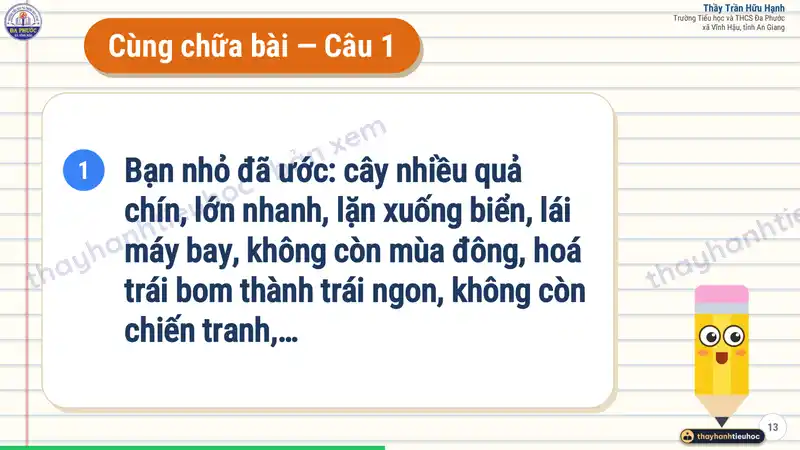 ĐA PHƯỚC
Thầy Trần Hữu Hạnh
Trường Tiểu học và THCS Đa Phước
xã Vĩnh Hậu, tỉnh An Giang
Cùng chữa bài – Câu 1
1
Bạn nhỏ đã ước: cây nhiều quả
chín, lớn nhanh, lặn xuống biển, lái
máy bay, không còn mùa đông, hoá
trái bom thành trái ngon, không còn
chiến tranh,...
thayhanhtieuhoc
13